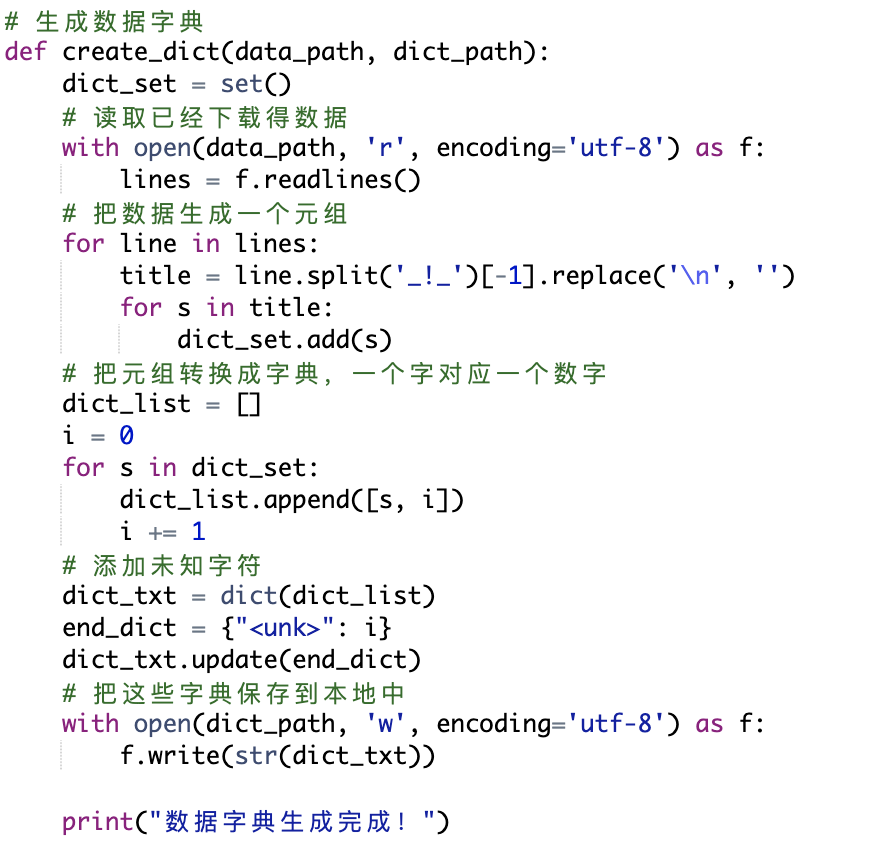 # 生成数据字典
def create_dict(data_path, dict_path):
    dict_set = set()
    # 读取已经下载得数据
    with open(data_path, 'r', encoding='utf-8') as f:
        lines = f.readlines()
    # 把数据生成一个元组
    for line in lines:
        title = line.split('_!_')[-1].replace('\n', '')
        for s in title:
            dict_set.add(s)
    # 把元组转换成字典，一个字对应一个数字
    dict_list = []
    i = 0
    for s in dict_set:
        dict_list.append([s, i])
        i += 1
    # 添加未知字符
    dict_txt = dict(dict_list)
    end_dict = {"<unk>": i}
    dict_txt.update(end_dict)
    # 把这些字典保存到本地中
    with open(dict_path, 'w', encoding='utf-8') as f:
        f.write(str(dict_txt))

    print("数据字典生成完成！")